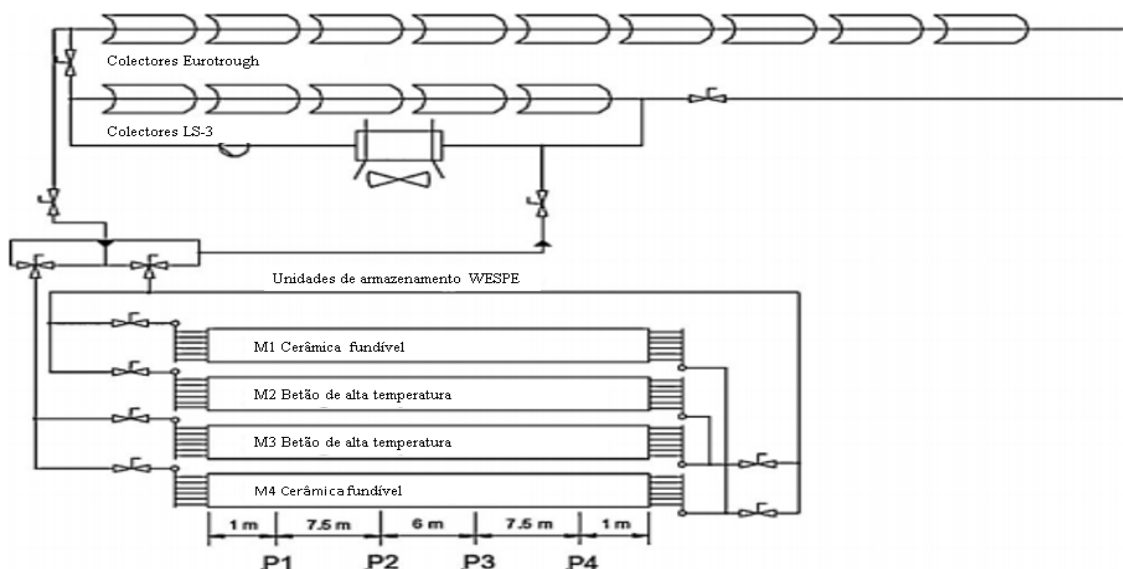 Colectores Eurotrough
Colectores LS-3
Unidades de armazenamento WESPE
M1 Cerâmica fundível
M2 Betão de alta temperatura
M3 Betão de alta temperatura
M4 Cerâmica fundível
1 m 7.5 m 6 m 7.5 m 1 m
P1 P2 P3 P4